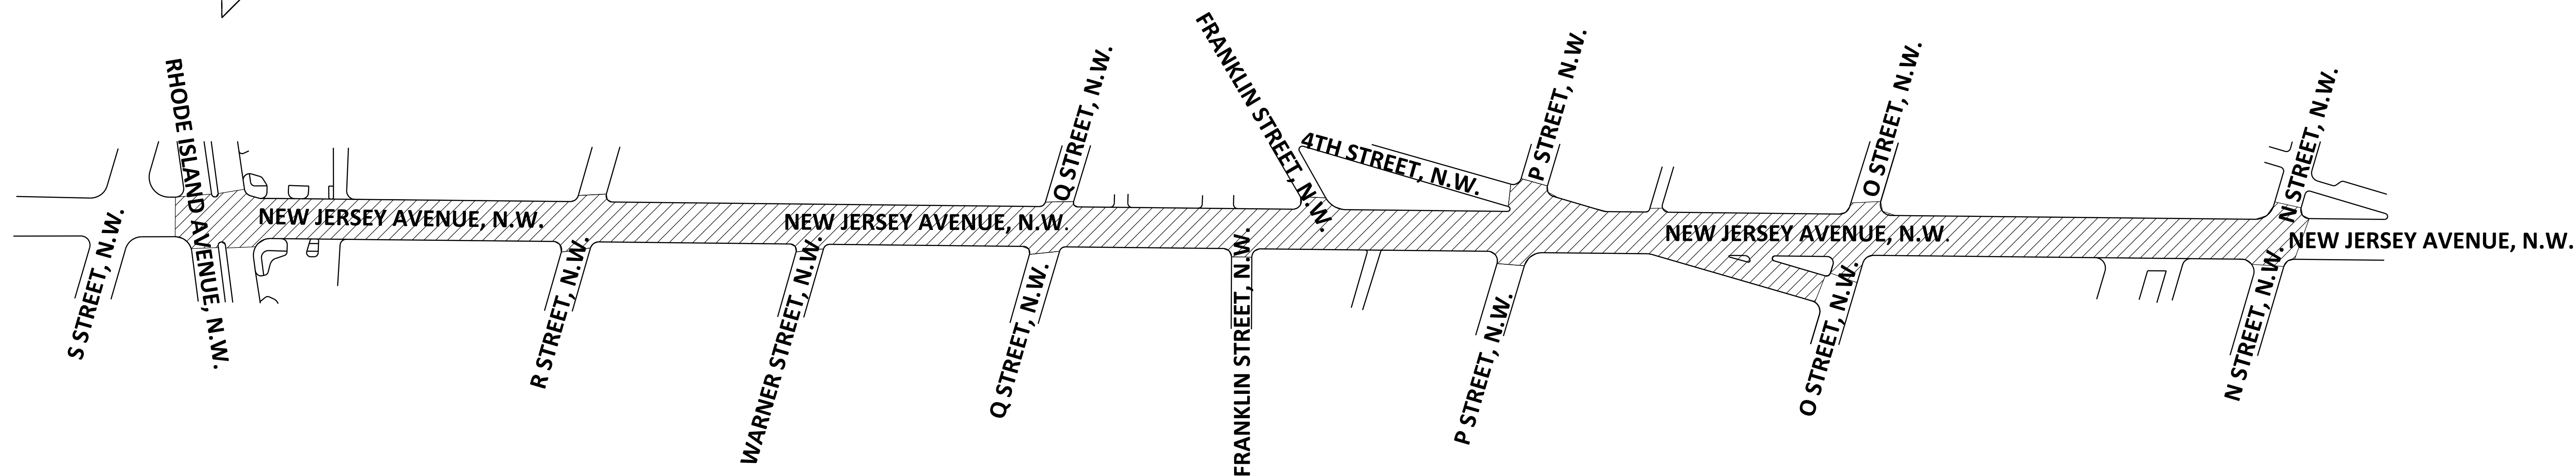 RHODE ISLAND AVENUE, N.W.
S STREET, N.W.
NEW JERSEY AVENUE, N.W.
R STREET, N.W.
WARNER STREET, N.W.
NEW JERSEY AVENUE, N.W.
Q STREET, N.W.
Q STREET, N.W.
FRANKLIN STREET, N.W.
FRANKLIN STREET, N.W.
4TH STREET, N.W.
P STREET, N.W.
P STREET, N.W.
NEW JERSEY AVENUE, N.W.
O STREET, N.W.
O STREET, N.W.
N STREET, N.W.
N STREET, N.W.
NEW JERSEY AVENUE, N.W.